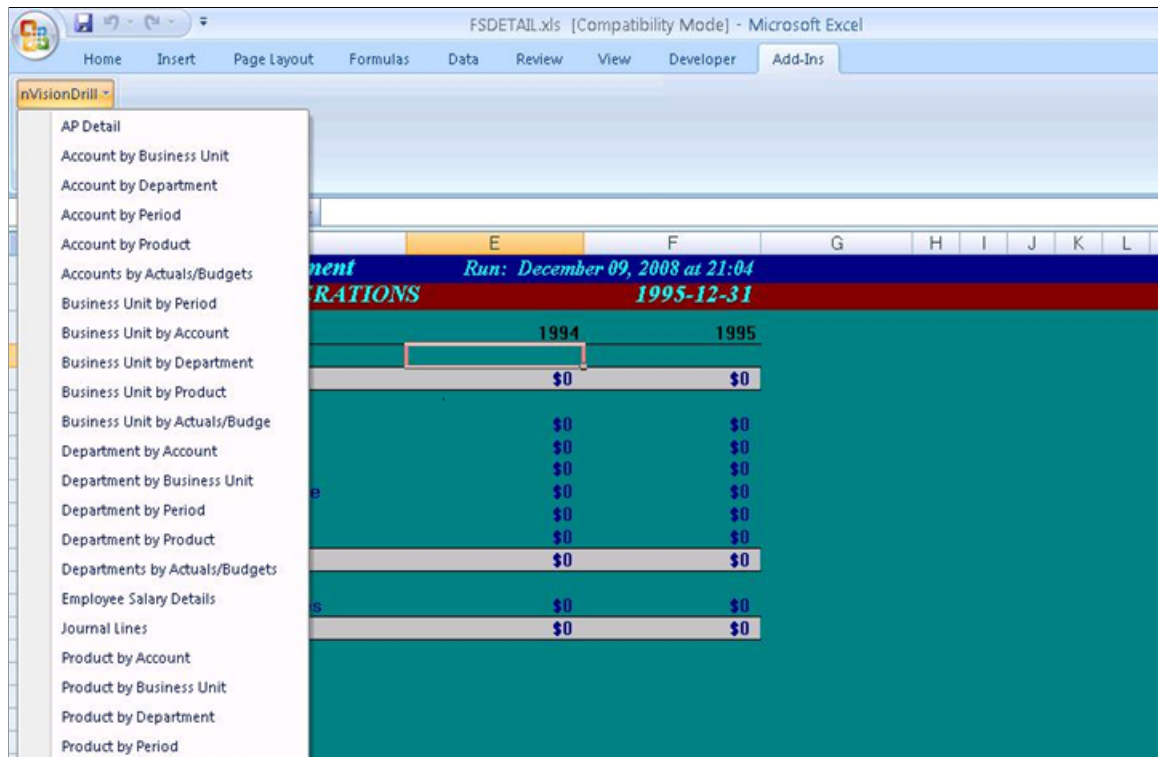 FSDETAIL.xls [Compatibility Mode] - Microsoft Excel
Home Insert Page Layout Formulas Data Review View Developer Add-Ins
nVisionDrill
AP Detail
Account by Business Unit
Account by Department
Account by Period
Account by Product
Accounts by Actuals/Budgets
Business Unit by Period
Business Unit by Account
Business Unit by Department
Business Unit by Product
Business Unit by Actuals/Budge
Department by Account
Department by Business Unit
Department by Period
Department by Product
Departments by Actuals/Budgets
Employee Salary Details
Journal Lines
Product by Account
Product by Business Unit
Product by Department
Product by Period
E F G H I J K L
ment Run: December 09, 2008 at 21:04
RATIONS 1995-12-31
1994 1995
$0 $0
$0 $0
$0 $0
$0 $0
e $0 $0
$0 $0
$0 $0
$0 $0
s $0 $0
$0 $0